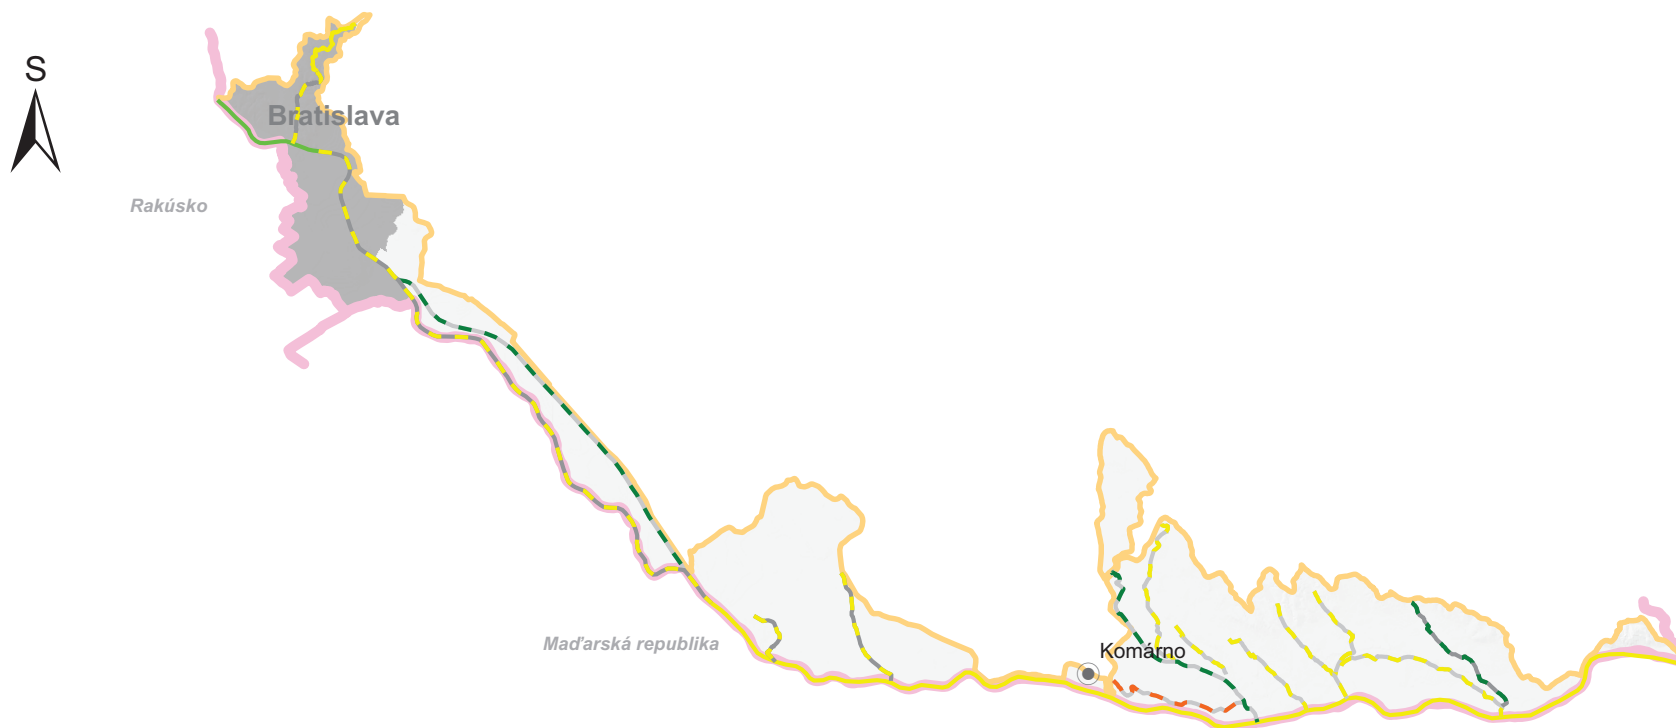 S
Bratislava
Rakúsko
Maďarská republika
Komárno